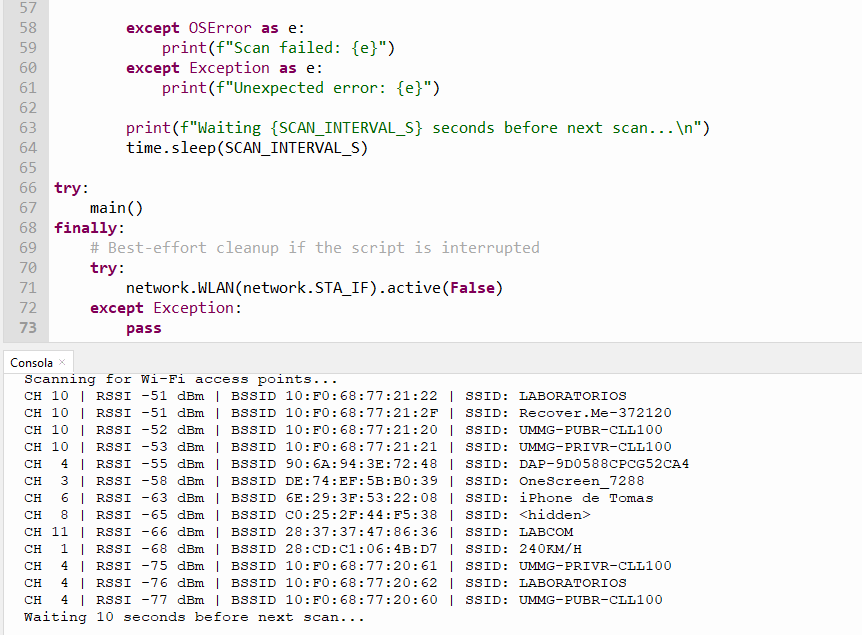 57
58 except OSError as e:
59 print(f"Scan failed: {e}")
60 except Exception as e:
61 print(f"Unexpected error: {e}")
62
63 print(f"Waiting {SCAN_INTERVAL_S} seconds before next scan...\n")
64 time.sleep(SCAN_INTERVAL_S)
65
66 try:
67 main()
68 finally:
69 # Best-effort cleanup if the script is interrupted
70 try:
71 network.WLAN(network.STA_IF).active(False)
72 except Exception:
73 pass
Consola ×
Scanning for Wi-Fi access points...
CH 10 | RSSI -51 dBm | BSSID 10:F0:68:77:21:22 | SSID: LABORATORIOS
CH 10 | RSSI -51 dBm | BSSID 10:F0:68:77:21:2F | SSID: Recover.Me-372120
CH 10 | RSSI -52 dBm | BSSID 10:F0:68:77:21:20 | SSID: UMMG-PUBR-CLL100
CH 10 | RSSI -53 dBm | BSSID 10:F0:68:77:21:21 | SSID: UMMG-PRIVR-CLL100
CH 4 | RSSI -55 dBm | BSSID 90:6A:94:3E:72:48 | SSID: DAP-9D0588CPCG52CA4
CH 3 | RSSI -58 dBm | BSSID DE:74:EF:5B:B0:39 | SSID: OneScreen_7288
CH 6 | RSSI -63 dBm | BSSID 6E:29:3F:53:22:08 | SSID: iPhone de Tomas
CH 8 | RSSI -65 dBm | BSSID C0:25:2F:44:F5:38 | SSID: <hidden>
CH 11 | RSSI -66 dBm | BSSID 28:37:37:47:86:36 | SSID: LABCOM
CH 1 | RSSI -68 dBm | BSSID 28:CD:C1:06:4B:D7 | SSID: 240KM/H
CH 4 | RSSI -75 dBm | BSSID 10:F0:68:77:20:61 | SSID: UMMG-PRIVR-CLL100
CH 4 | RSSI -76 dBm | BSSID 10:F0:68:77:20:62 | SSID: LABORATORIOS
CH 4 | RSSI -77 dBm | BSSID 10:F0:68:77:20:60 | SSID: UMMG-PUBR-CLL100
Waiting 10 seconds before next scan...